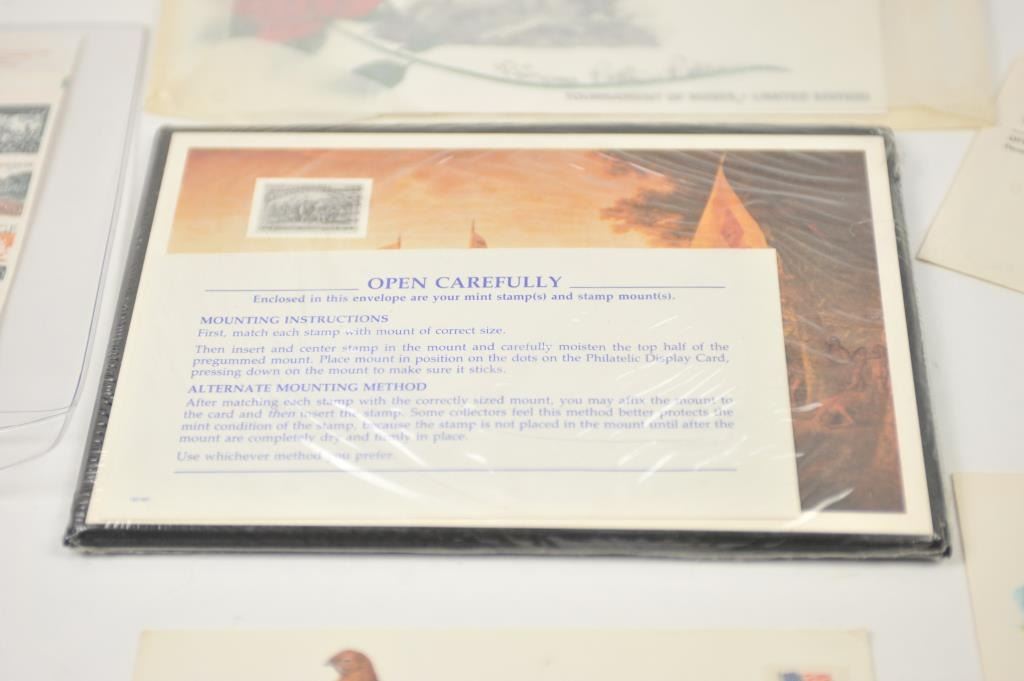 TOURNAMENT OF ROSES, LIMITED EDITION
OPEN CAREFULLY
Enclosed in this envelope are your mint stamp(s) and stamp mount(s).
MOUNTING INSTRUCTIONS
First, match each stamp with mount of correct size.
Then insert and center stamp in the mount and carefully moisten the top half of the
pregummed mount. Place mount in position on the dots on the Philatelic Display Card,
pressing down on the mount to make sure it sticks.
ALTERNATE MOUNTING METHOD
After matching each stamp with the correctly sized mount, you may affix the mount to
the card and then insert the stamp. Some collectors feel this method better protects the
mint condition of the stamp, because the stamp is not placed in the mount until after the
mount are completely dry and firmly in place.
Use whichever method you prefer.